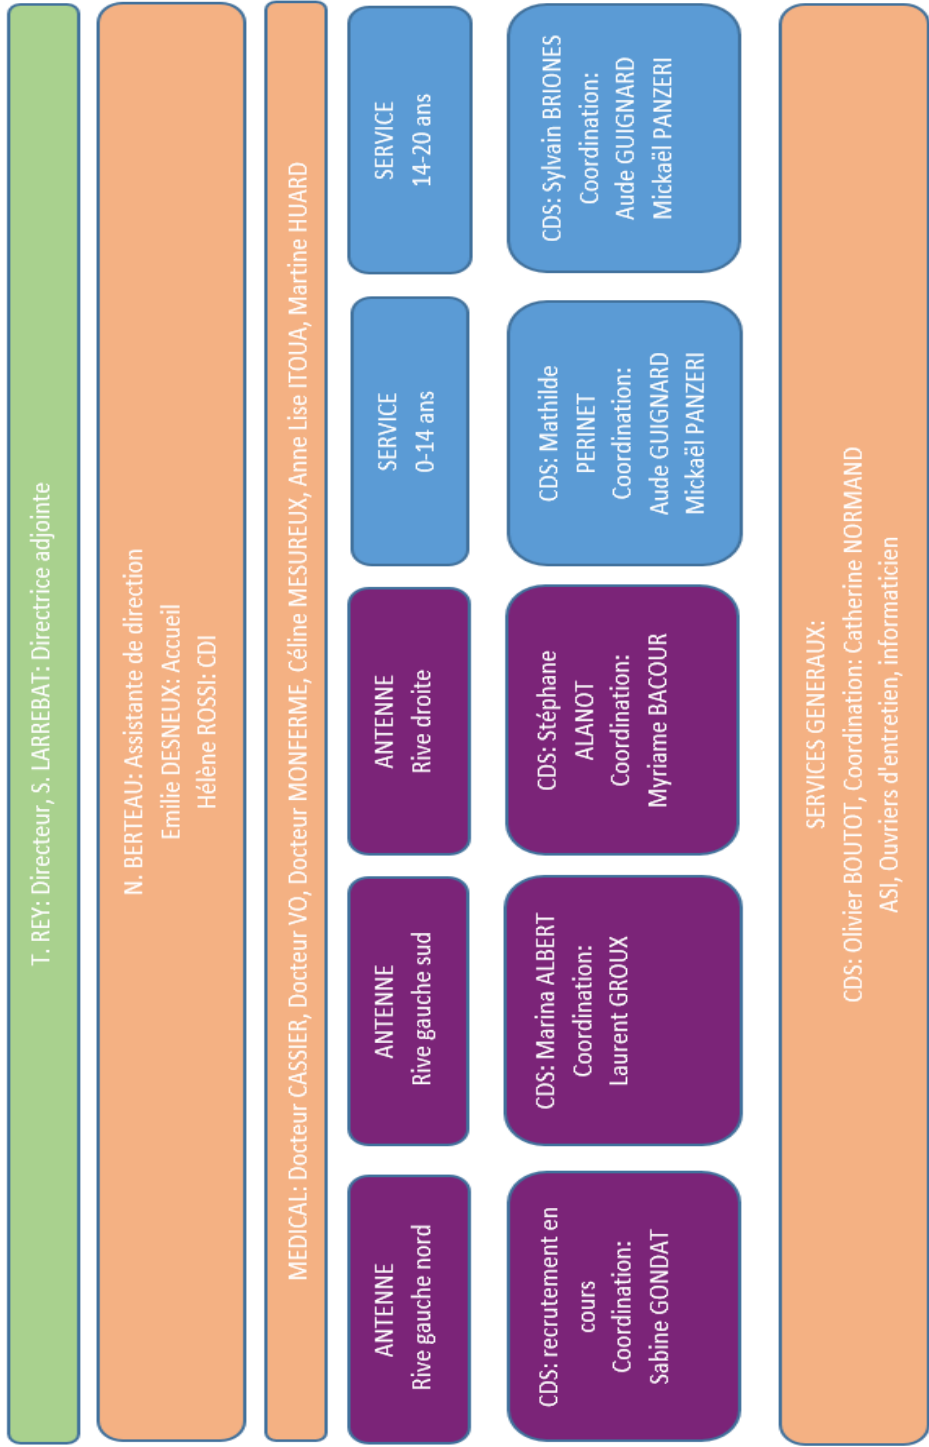 T. REY: Directeur, S. LARREBAT: Directrice adjointe
N. BERTEAU: Assistante de direction
Emilie DESNEUX: Accueil
Hélène ROSSI: CDI
MEDICAL: Docteur CASSIER, Docteur VO, Docteur MONFERME, Céline MESUREUX, Anne Lise ITOUA, Martine HUARD
ANTENNE
Rive gauche nord
ANTENNE
Rive gauche sud
ANTENNE
Rive droite
SERVICE
0-14 ans
SERVICE
14-20 ans
CDS: recrutement en
cours
Coordination:
Sabine GONDAT
CDS: Marina ALBERT
Coordination:
Laurent GROUX
CDS: Stéphane
ALANOT
Coordination:
Myriame BACOUR
CDS: Mathilde
PERINET
Coordination:
Aude GUIGNARD
Mickaël PANZERI
CDS: Sylvain BRIONES
Coordination:
Aude GUIGNARD
Mickaël PANZERI
SERVICES GENERAUX:
CDS: Olivier BOUTOT, Coordination: Catherine NORMAND
ASI, Ouvriers d'entretien, informaticien